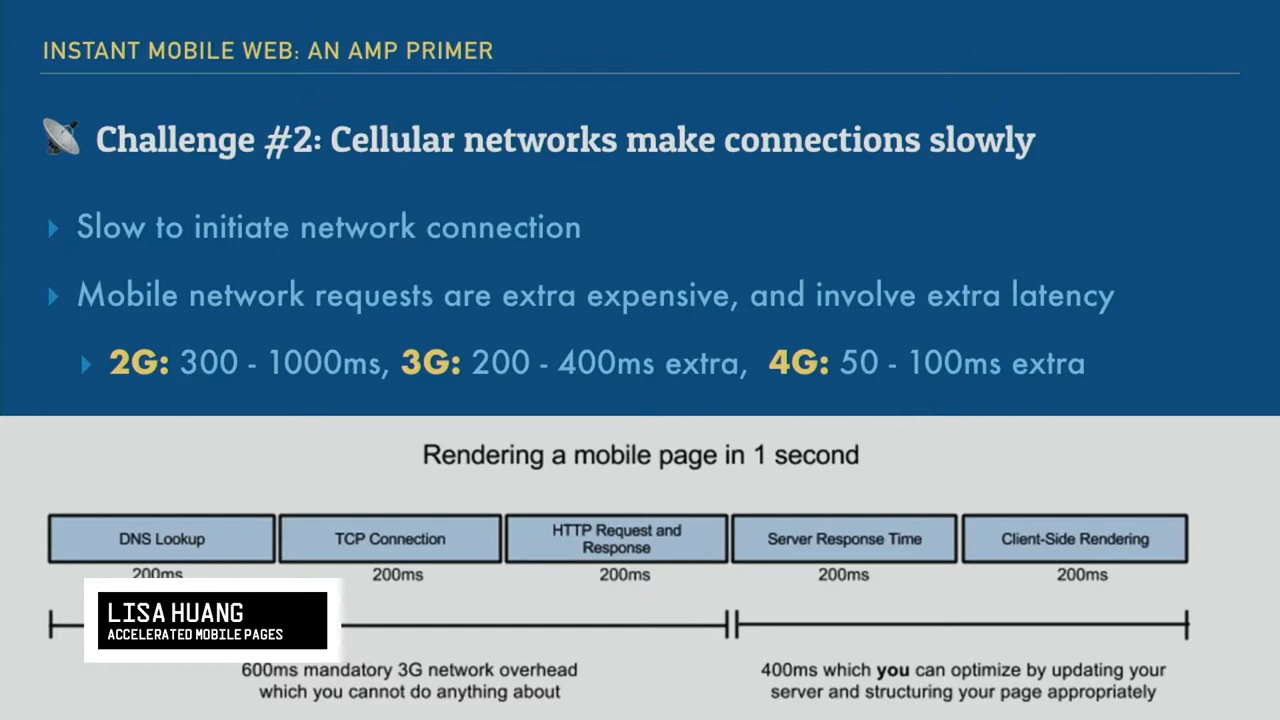 INSTANT MOBILE WEB: AN AMP PRIMER
Challenge #2: Cellular networks make connections slowly
Slow to initiate network connection
Mobile network requests are extra expensive, and involve extra latency
2G: 300 - 1000ms, 3G: 200 - 400ms extra, 4G: 50 - 100ms extra
Rendering a mobile page in 1 second
DNS Lookup
TCP Connection
HTTP Request and
Response
Server Response Time
Client-Side Rendering
200ms
200ms
200ms
200ms
200ms
LISA HUANG
ACCELERATED MOBILE PAGES
600ms mandatory 3G network overhead
which you cannot do anything about
400ms which you can optimize by updating your
server and structuring your page appropriately